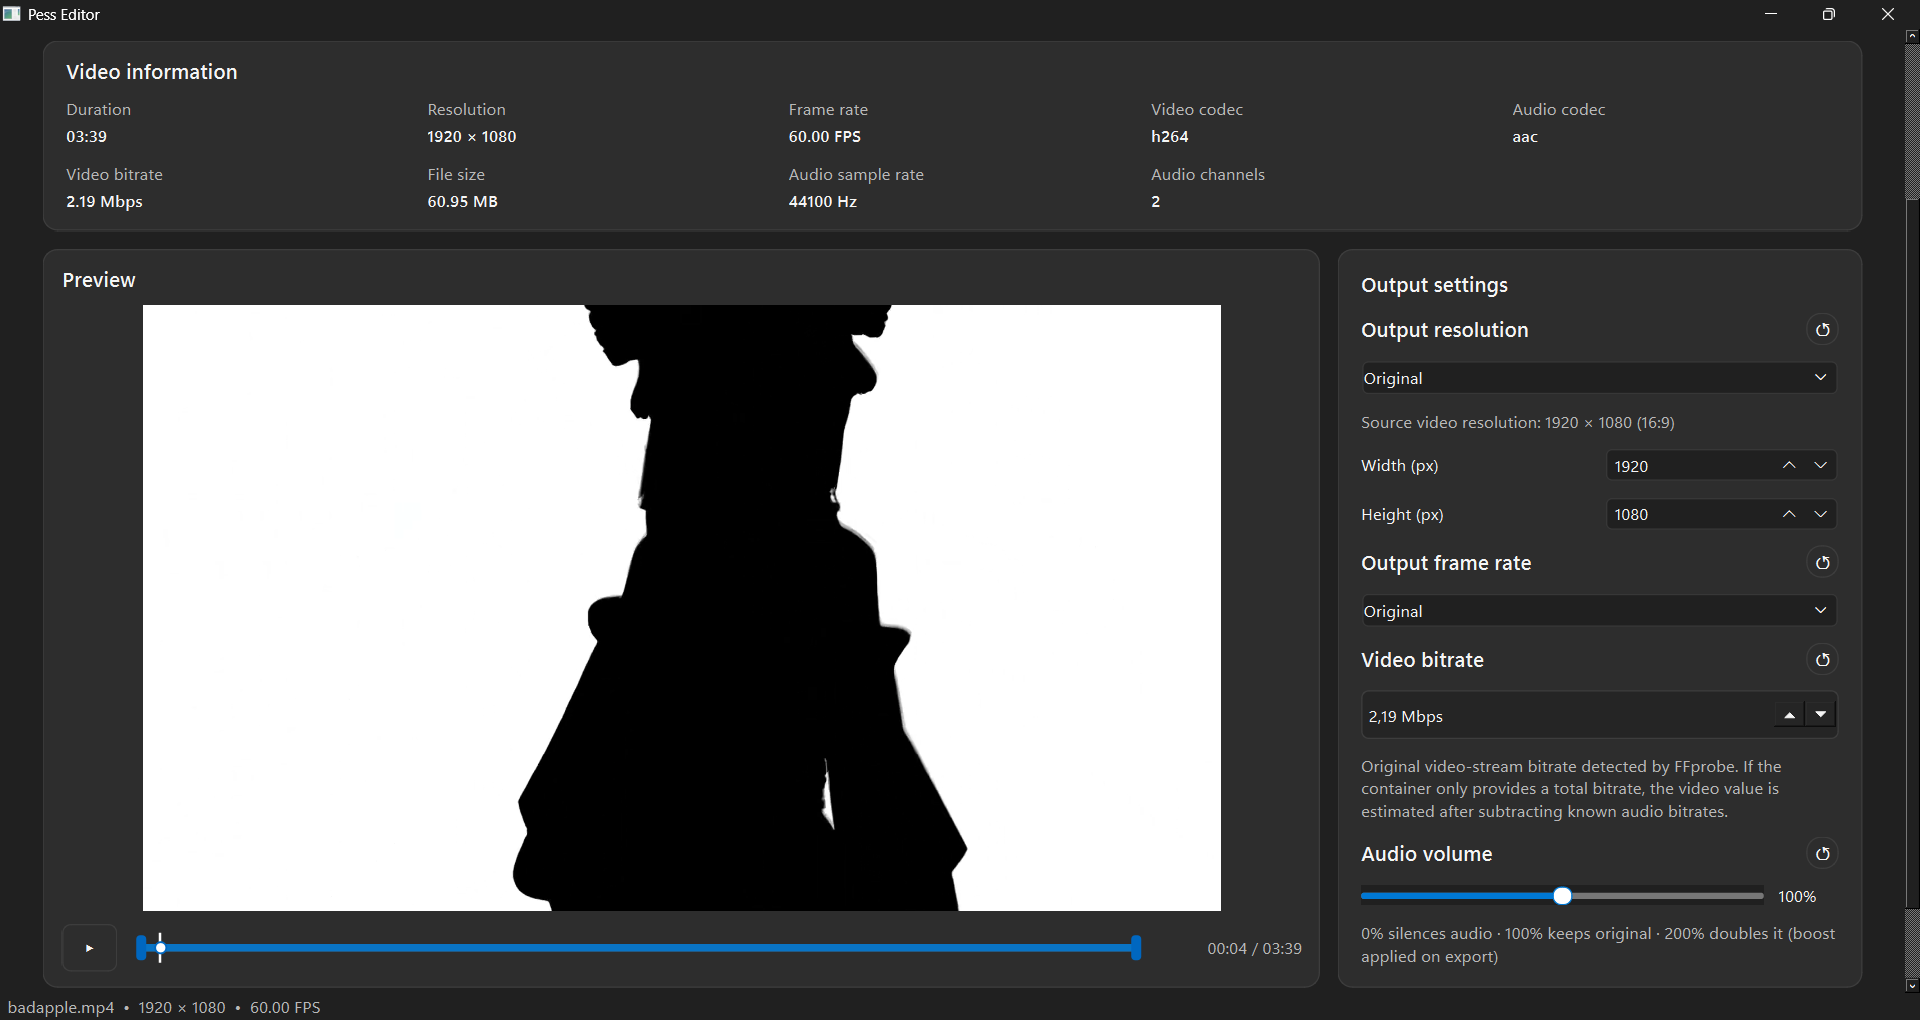 Pess Editor
Video information
Duration
03:39
Resolution
1920 × 1080
Frame rate
60.00 FPS
Video codec
h264
Audio codec
aac
Video bitrate
2.19 Mbps
File size
60.95 MB
Audio sample rate
44100 Hz
Audio channels
2
Preview
00:04 / 03:39
Output settings
Output resolution
Original
Source video resolution: 1920 × 1080 (16:9)
Width (px)
1920
Height (px)
1080
Output frame rate
Original
Video bitrate
2,19 Mbps
Original video-stream bitrate detected by FFprobe. If the
container only provides a total bitrate, the video value is
estimated after subtracting known audio bitrates.
Audio volume
100%
0% silences audio · 100% keeps original · 200% doubles it (boost
applied on export)
badapple.mp4 • 1920 × 1080 • 60.00 FPS